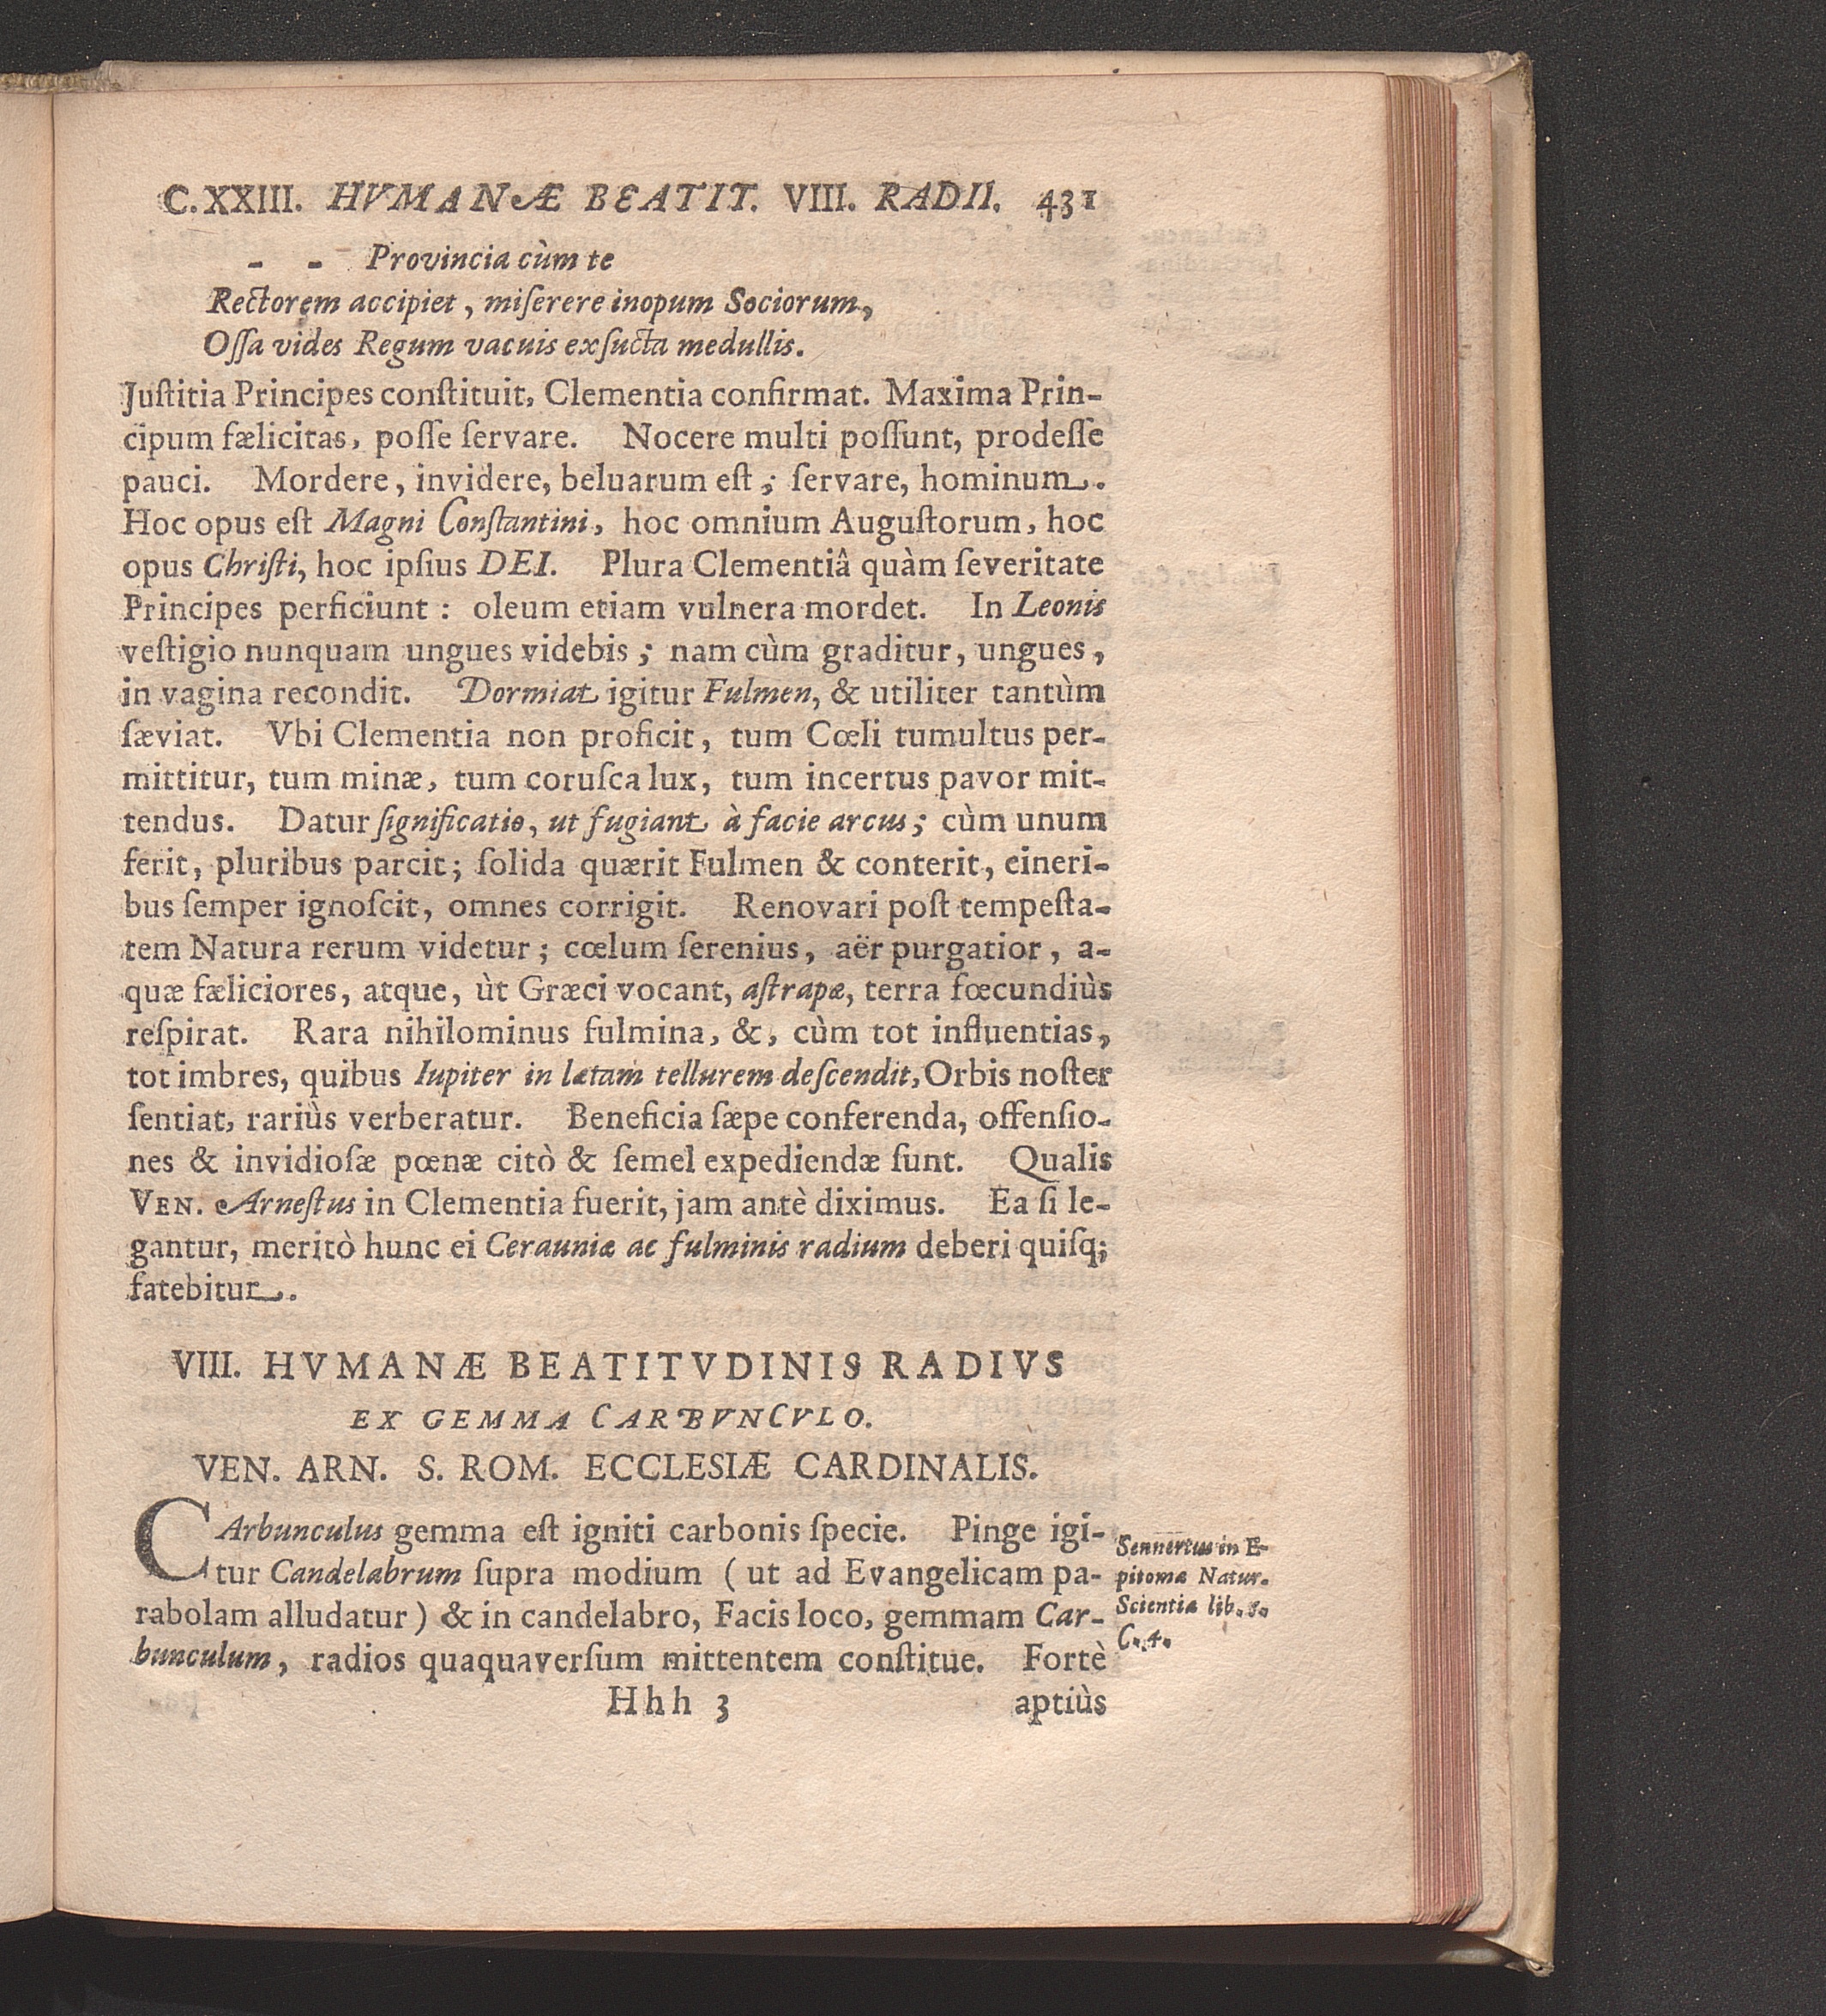 C. XXIII. HVMANÆ BEATIT. VIII. RADII. 431
- - Provincia cùm te
Rectorem accipiet, miſerere inopum Sociorum,
Oſſa vides Regum vacuis exſucta medullis.
Juſtitia Principes conſtituit, Clementia confirmat. Maxima Prin-
cipum fælicitas, poſſe ſervare. Nocere multi poſſunt, prodeſſe
pauci. Mordere, invidere, beluarum eſt; ſervare, hominum.
Hoc opus eſt Magni Conſtantini, hoc omnium Auguſtorum, hoc
opus Chriſti, hoc ipſius DEI. Plura Clementiâ quàm ſeveritate
Principes perficiunt: oleum etiam vulnera mordet. In Leonis
veſtigio nunquam ungues videbis; nam cùm graditur, ungues,
in vagina recondit. Dormiat igitur Fulmen, & utiliter tantùm
ſæviat. Vbi Clementia non proficit, tum Cœli tumultus per-
mittitur, tum minæ, tum coruſca lux, tum incertus pavor mit-
tendus. Datur ſignificatio, ut fugiant à facie arcus; cùm unum
ferit, pluribus parcit; ſolida quærit Fulmen & conterit, cineri-
bus ſemper ignoſcit, omnes corrigit. Renovari poſt tempeſta-
tem Natura rerum videtur; cœlum ſerenius, aër purgatior, a-
quæ fæliciores, atque, ùt Græci vocant, aſtrapæ, terra fœcundiùs
reſpirat. Rara nihilominus fulmina, &, cùm tot influentias,
tot imbres, quibus Iupiter in lætam tellurem deſcendit, Orbis noſter
ſentiat, rariùs verberatur. Beneficia ſæpe conferenda, offenſio-
nes & invidioſæ pœnæ citò & ſemel expediendæ ſunt. Qualis
VEN. Arneſtus in Clementia fuerit, jam antè diximus. Ea ſi le-
gantur, meritò hunc ei Cerauniæ ac fulminis radium deberi quiſq;
fatebitur.
VIII. HVMANÆ BEATITVDINIS RADIVS
EX GEMMA CARBVNCVLO.
VEN. ARN. S. ROM. ECCLESIÆ CARDINALIS.
CArbunculus gemma eſt igniti carbonis ſpecie. Pinge igi-
tur Candelabrum ſupra modium (ut ad Evangelicam pa-
rabolam alludatur) & in candelabro, Facis loco, gemmam Car-
bunculum, radios quaquaverſum mittentem conſtitue. Fortè
Sennertus in E-
pitoma Natur.
Scientiæ lib. 5.
C. 4.
Hhh 3 aptiùs